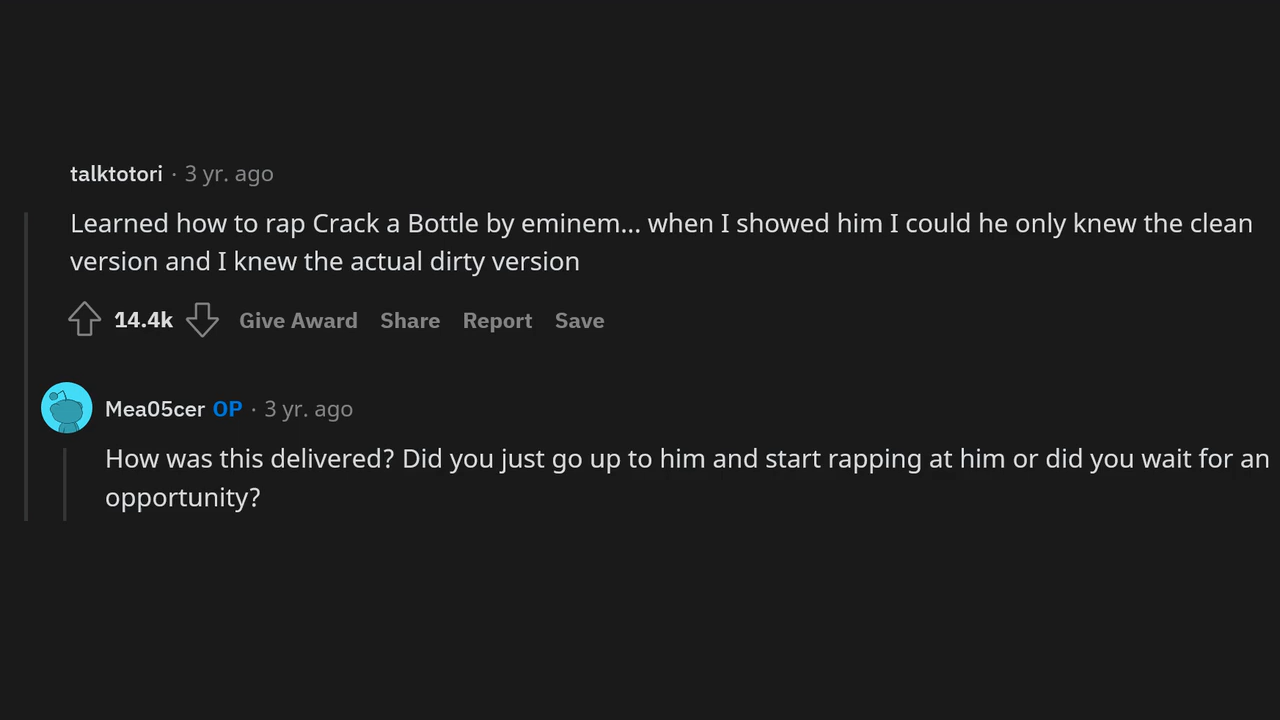 talktotori · 3 yr. ago
Learned how to rap Crack a Bottle by eminem... when I showed him I could he only knew the clean
version and I knew the actual dirty version
14.4k Give Award Share Report Save
Mea05cer OP · 3 yr. ago
How was this delivered? Did you just go up to him and start rapping at him or did you wait for an
opportunity?